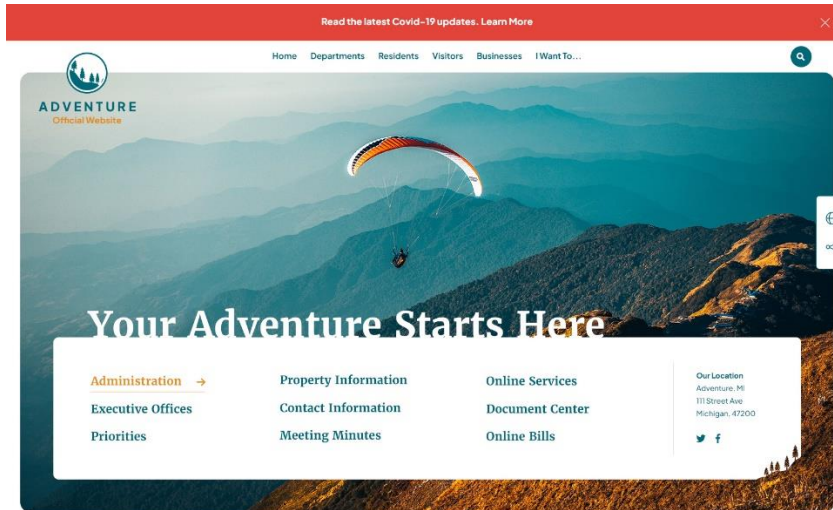 Read the latest Covid-19 updates. Learn More
Home Departments Residents Visitors Businesses I Want To...
ADVENTURE
Official Website
Your Adventure Starts Here
Administration
Executive Offices
Priorities
Property Information
Contact Information
Meeting Minutes
Online Services
Document Center
Online Bills
Our Location
Adventure, MI
111 Street Ave
Michigan, 47200